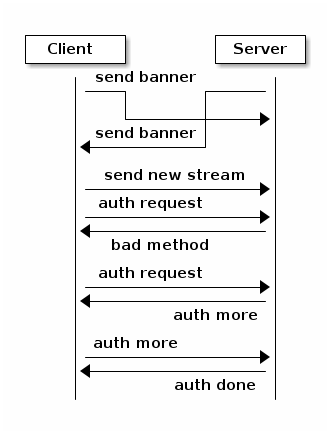 Client
Server
send banner
send banner
send new stream
auth request
bad method
auth request
auth more
auth more
auth done